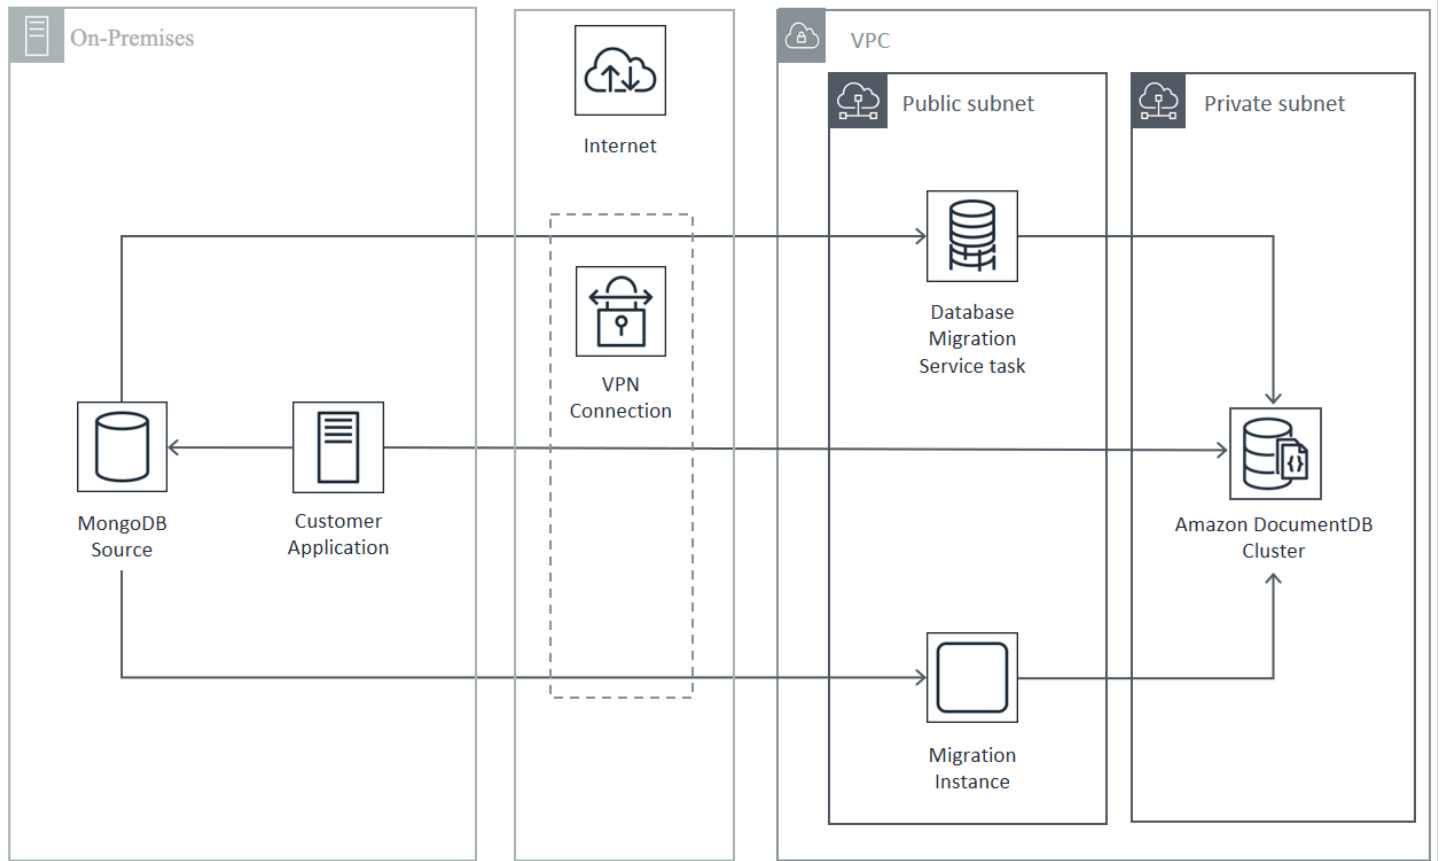 On-Premises
Internet
VPC
Public subnet
Private subnet
VPN
Connection
Database
Migration
Service task
MongoDB
Source
Customer
Application
Amazon DocumentDB
Cluster
Migration
Instance